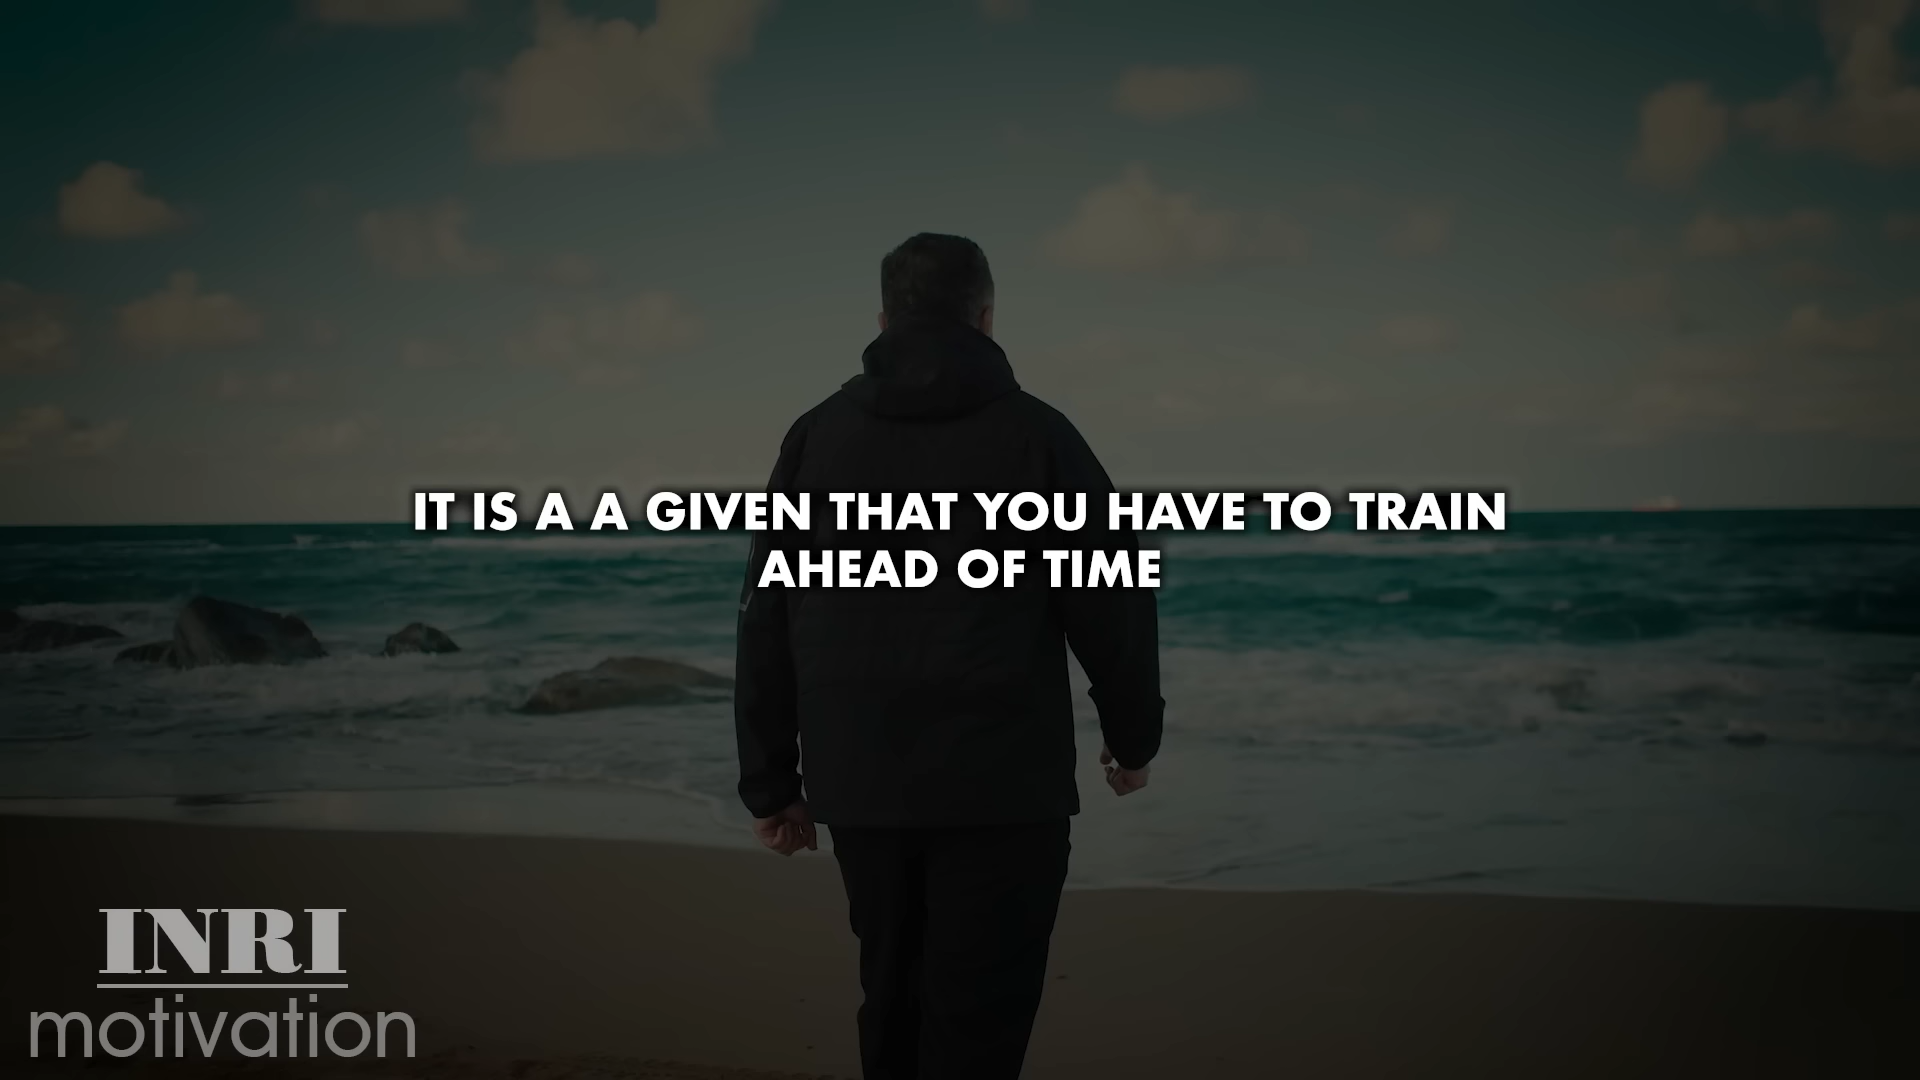 IT IS A A GIVEN THAT YOU HAVE TO TRAIN
AHEAD OF TIME
INRI
motivation